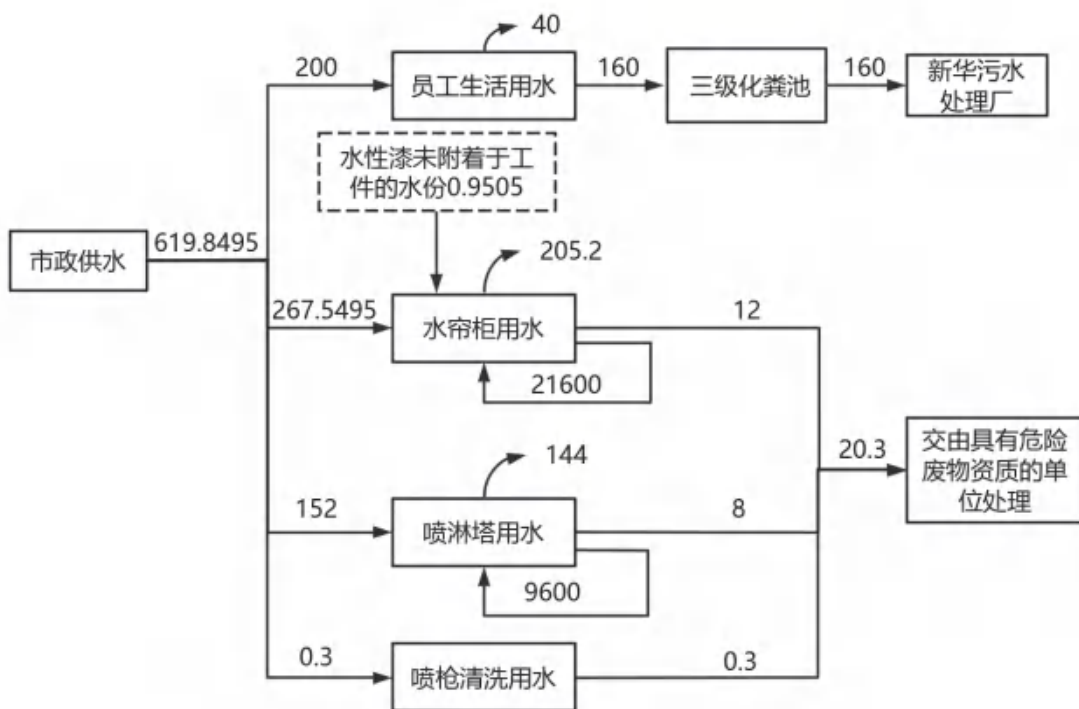 40
200
员工生活用水
160
三级化粪池
160
新华污水
处理厂
水性漆未附着于工
件的水份0.9505
市政供水
619.8495
205.2
267.5495
水帘柜用水
12
21600
144
20.3
交由具有危险
废物资质的单
位处理
152
喷淋塔用水
8
9600
0.3
喷枪清洗用水
0.3